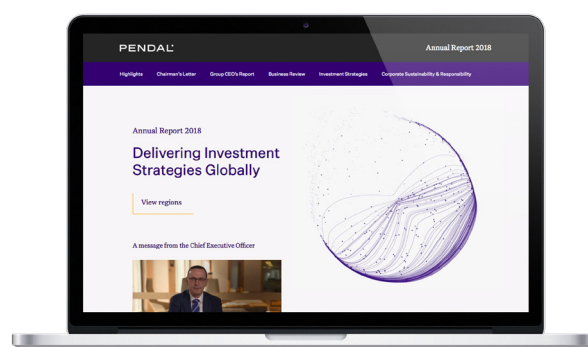 PENDAL
Annual Report 2018
Highlights
Chairman's Letter
Group CEO's Report
Business Review
Investment Strategies
Corporate Sustainability & Responsibility
Annual Report 2018
Delivering Investment
Strategies Globally
View regions
A message from the Chief Executive Officer